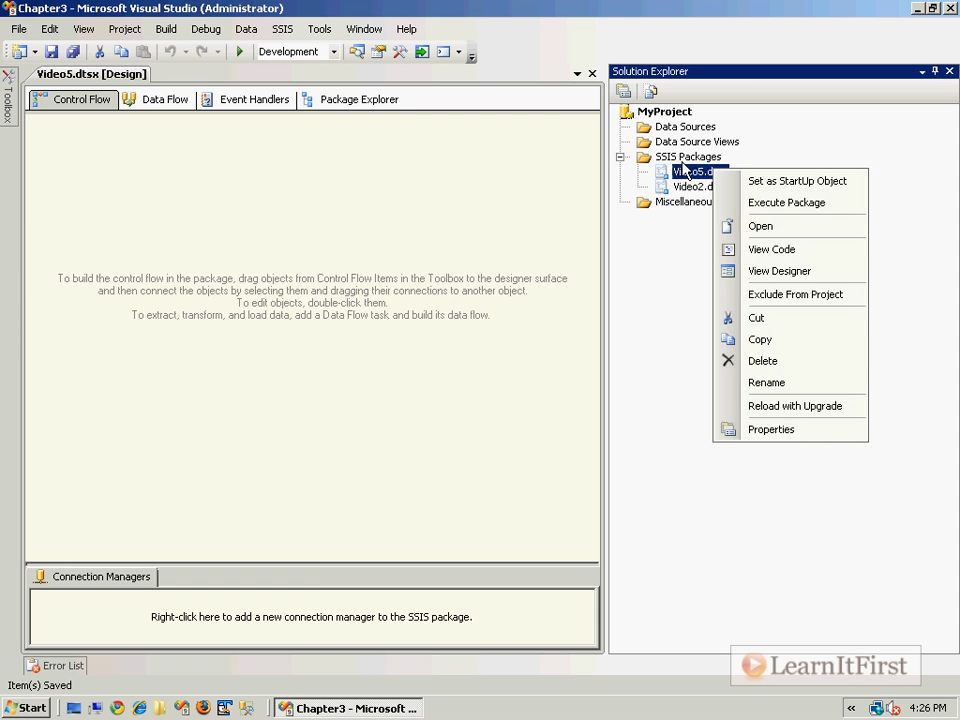 Chapter3 - Microsoft Visual Studio (Administrator)
File Edit View Project Build Debug Data SSIS Tools Window Help
Development
Toolbox
Video5.dtsx [Design]
Control Flow Data Flow Event Handlers Package Explorer
To build the control flow in the package, drag objects from Control Flow Items in the Toolbox to the designer surface
and then connect the objects by selecting them and dragging their connections to another object.
To edit objects, double-click them.
To extract, transform, and load data, add a Data Flow task and build its data flow.
Connection Managers
Right-click here to add a new connection manager to the SSIS package.
Solution Explorer
MyProject
Data Sources
Data Source Views
SSIS Packages
Video2.d
Miscellaneou
Set as StartUp Object
Execute Package
Open
View Code
View Designer
Exclude From Project
Cut
Copy
Delete
Rename
Reload with Upgrade
Properties
LearnItFirst
Error List
Item(s) Saved
Start Chapter3 - Microsoft ... « 4:26 PM